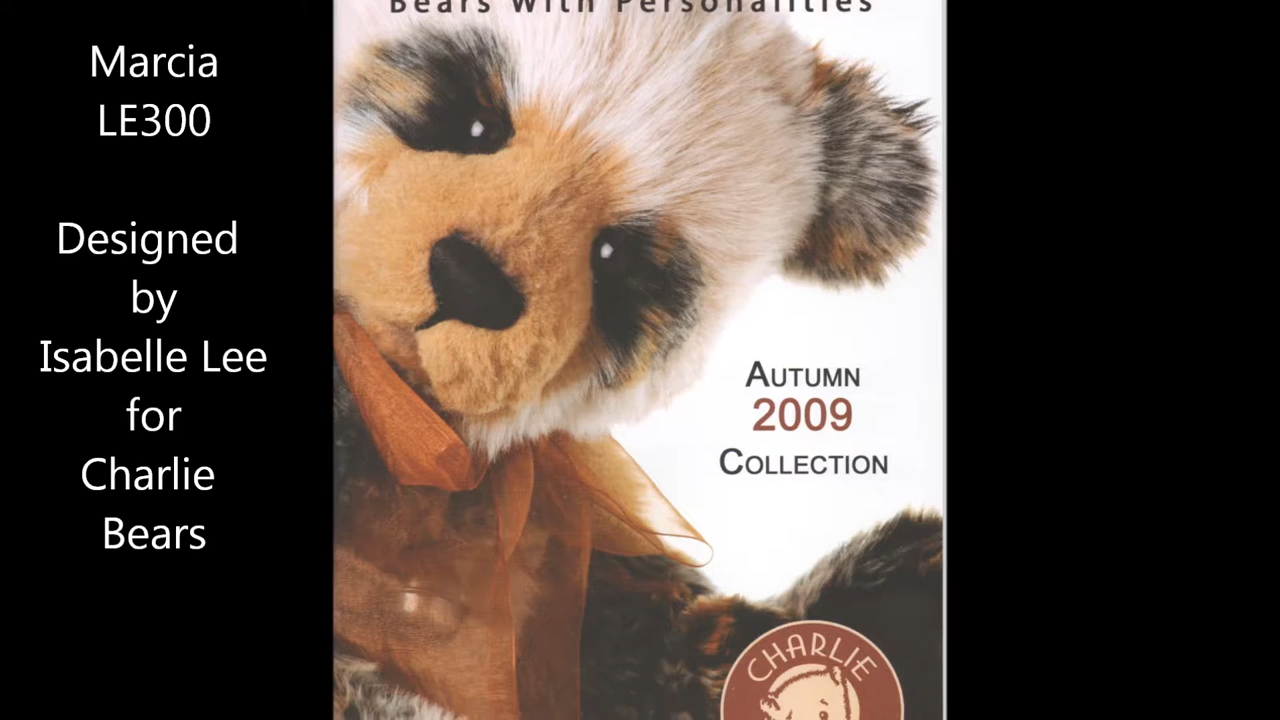 Marcia
LE300
Designed
by
Isabelle Lee
for
Charlie
Bears
Bears With Personalities
AUTUMN
2009
COLLECTION
CHARLIE